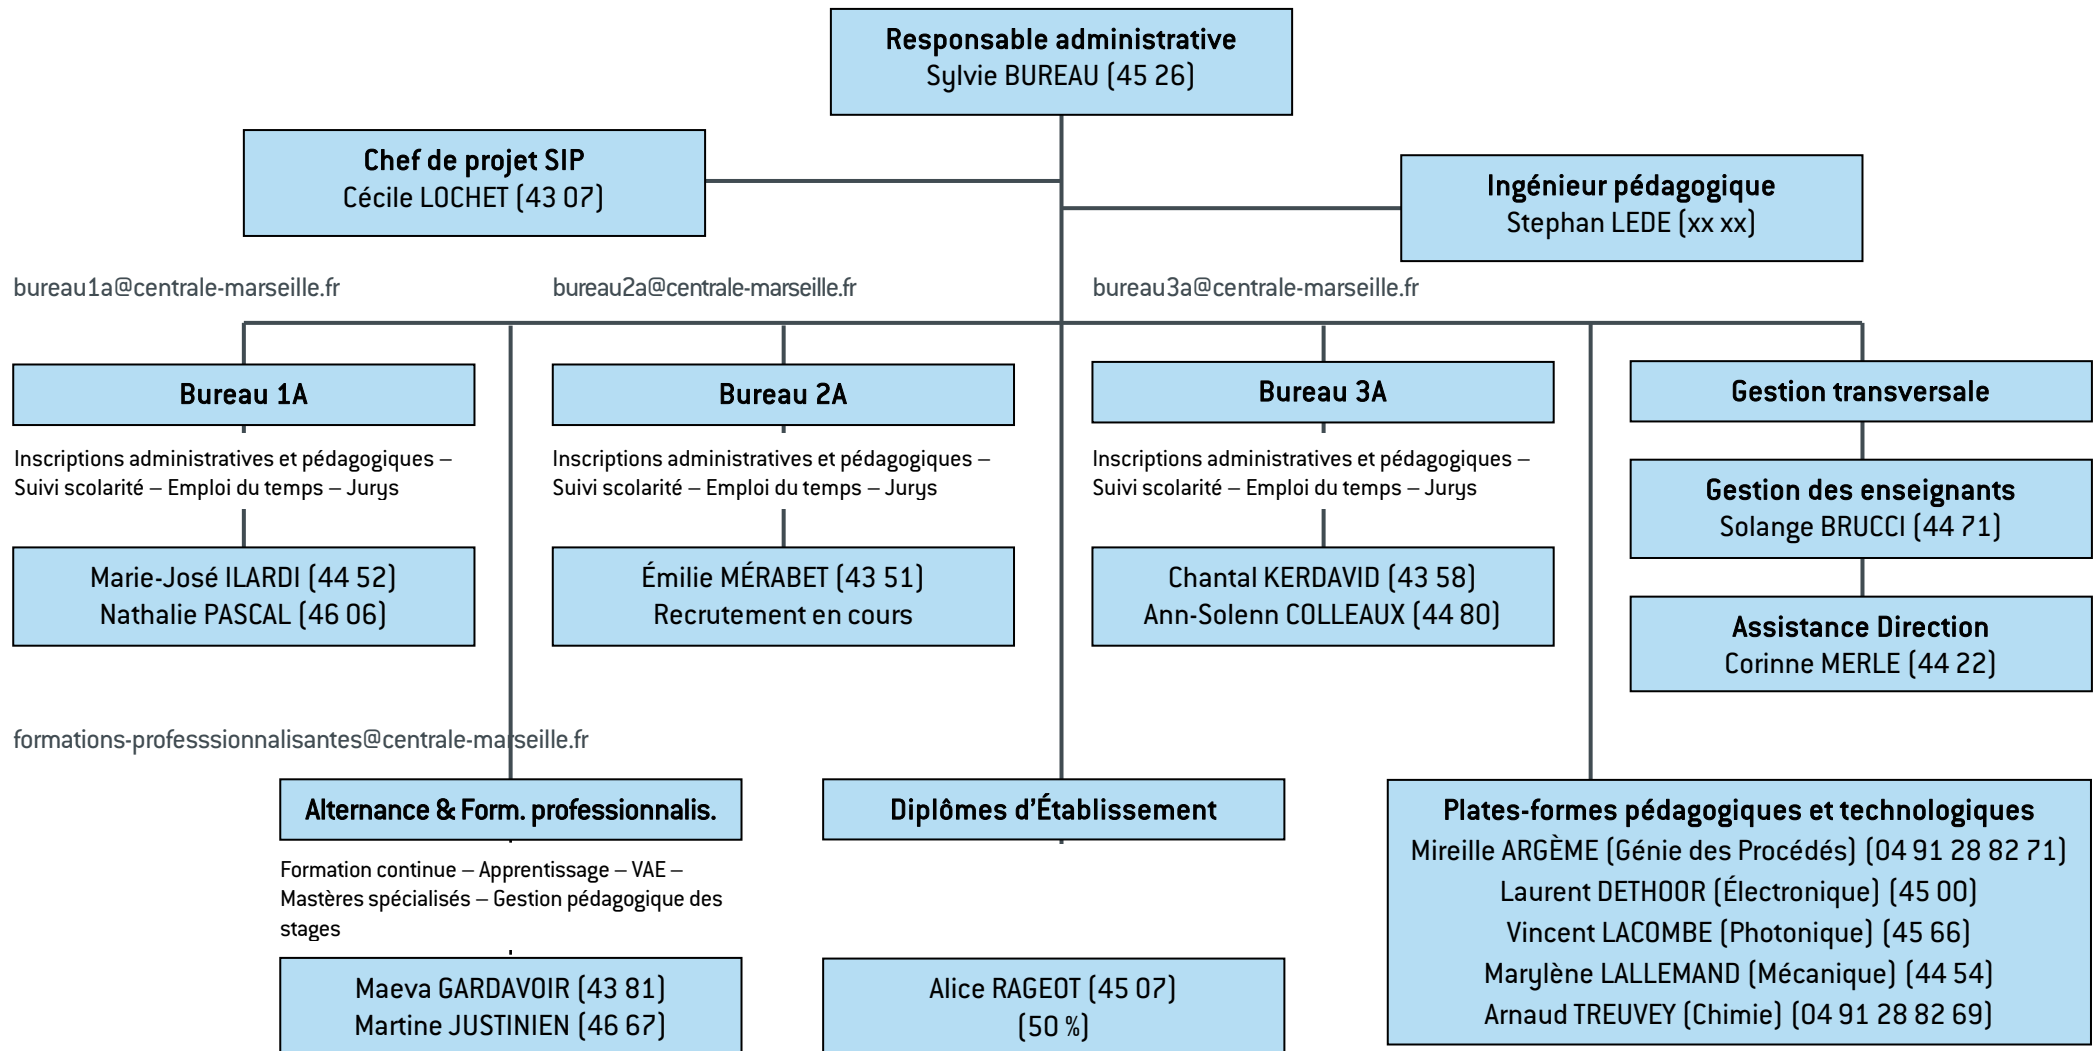 Responsable administrative
Sylvie BUREAU (45 26)
Chef de projet SIP
Cécile LOCHET (43 07)
Ingénieur pédagogique
Stephan LEDE (xx xx)
bureau1a@centrale-marseille.fr
bureau2a@centrale-marseille.fr
bureau3a@centrale-marseille.fr
Bureau 1A
Inscriptions administratives et pédagogiques –
Suivi scolarité – Emploi du temps – Jurys
Marie-José ILARDI (44 52)
Nathalie PASCAL (46 06)
Bureau 2A
Inscriptions administratives et pédagogiques –
Suivi scolarité – Emploi du temps – Jurys
Émilie MÉRABET (43 51)
Recrutement en cours
Bureau 3A
Inscriptions administratives et pédagogiques –
Suivi scolarité – Emploi du temps – Jurys
Chantal KERDAVID (43 58)
Ann-Solenn COLLEAUX (44 80)
Gestion transversale
Gestion des enseignants
Solange BRUCCI (44 71)
Assistance Direction
Corinne MERLE (44 22)
formations-professsionnalisantes@centrale-marseille.fr
Alternance & Form. professionnalis.
Formation continue – Apprentissage – VAE –
Mastères spécialisés – Gestion pédagogique des
stages
Maeva GARDAVOIR (43 81)
Martine JUSTINIEN (46 67)
Diplômes d’Établissement
Alice RAGEOT (45 07)
(50 %)
Plates-formes pédagogiques et technologiques
Mireille ARGÈME (Génie des Procédés) (04 91 28 82 71)
Laurent DETHOOR (Électronique) (45 00)
Vincent LACOMBE (Photonique) (45 66)
Marylène LALLEMAND (Mécanique) (44 54)
Arnaud TREUVEY (Chimie) (04 91 28 82 69)